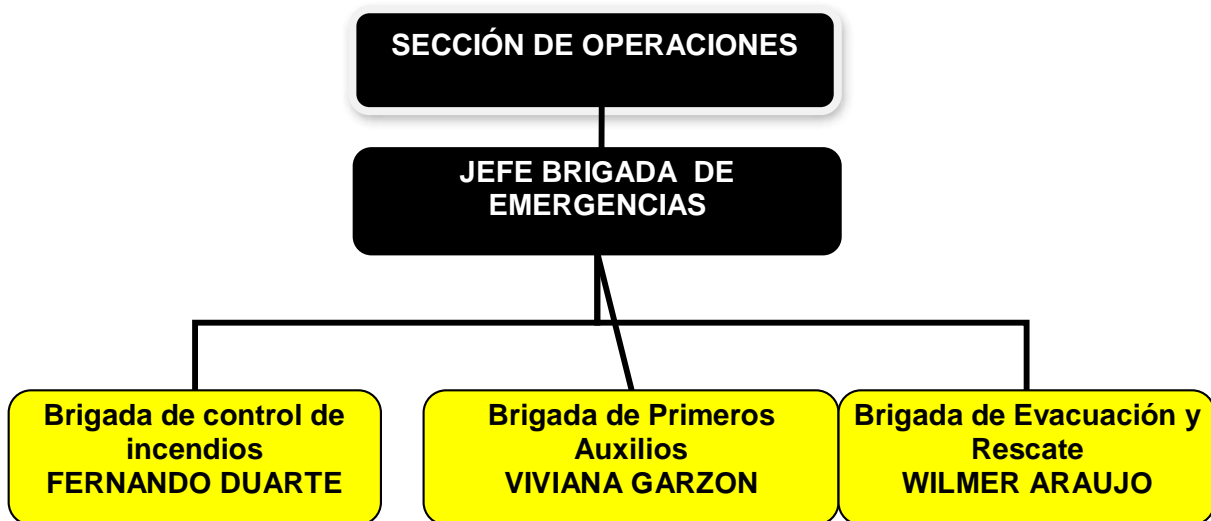 SECCIÓN DE OPERACIONES
JEFE BRIGADA DE
EMERGENCIAS
Brigada de control de
incendios
FERNANDO DUARTE
Brigada de Primeros
Auxilios
VIVIANA GARZON
Brigada de Evacuación y
Rescate
WILMER ARAUJO